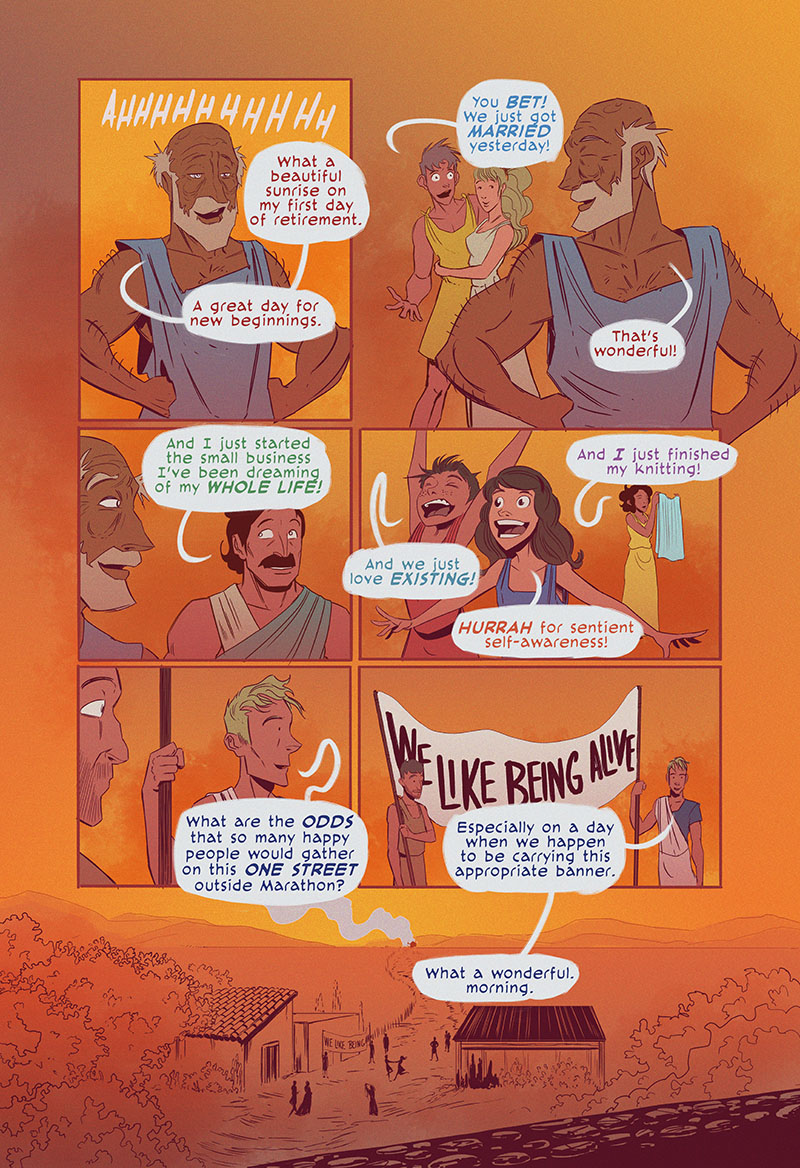 AHHHHHHHHHH
What a
beautiful
sunrise on
my first day
of retirement.
A great day for
new beginnings.
You BET!
We just got
MARRIED
yesterday!
That's
wonderful!
And I just started
the small business
I've been dreaming
of my WHOLE LIFE!
And we just
love EXISTING!
HURRAH for sentient
self-awareness!
And I just finished
my knitting!
What are the ODDS
that so many happy
people would gather
on this ONE STREET
outside Marathon?
WE LIKE BEING ALIVE
Especially on a day
when we happen
to be carrying this
appropriate banner.
What a wonderful.
morning.
WE LIKE BEING